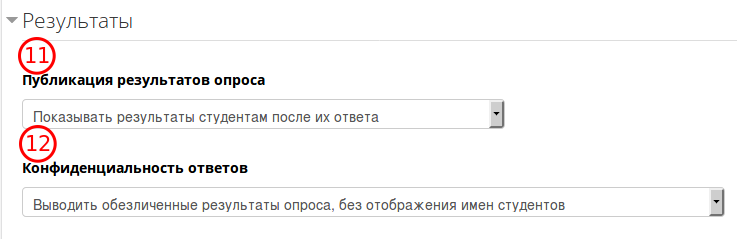 Результаты
11
Публикация результатов опроса
Показывать результаты студентам после их ответа
12
Конфиденциальность ответов
Выводить обезличенные результаты опроса, без отображения имен студентов